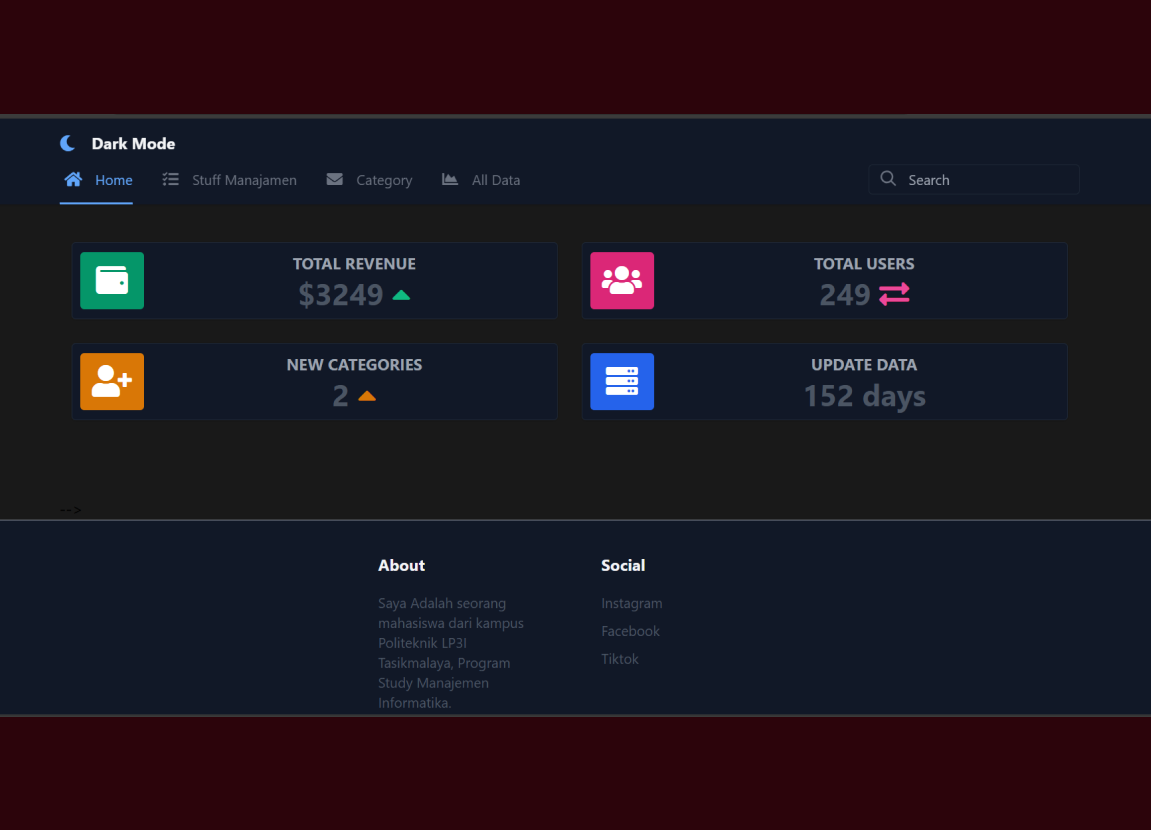 Dark Mode
Home Stuff Manajamen Category All Data Search
TOTAL REVENUE
$3249
TOTAL USERS
249
NEW CATEGORIES
2
UPDATE DATA
152 days
-->
About
Saya Adalah seorang
mahasiswa dari kampus
Politeknik LP3I
Tasikmalaya, Program
Study Manajemen
Informatika.
Social
Instagram
Facebook
Tiktok